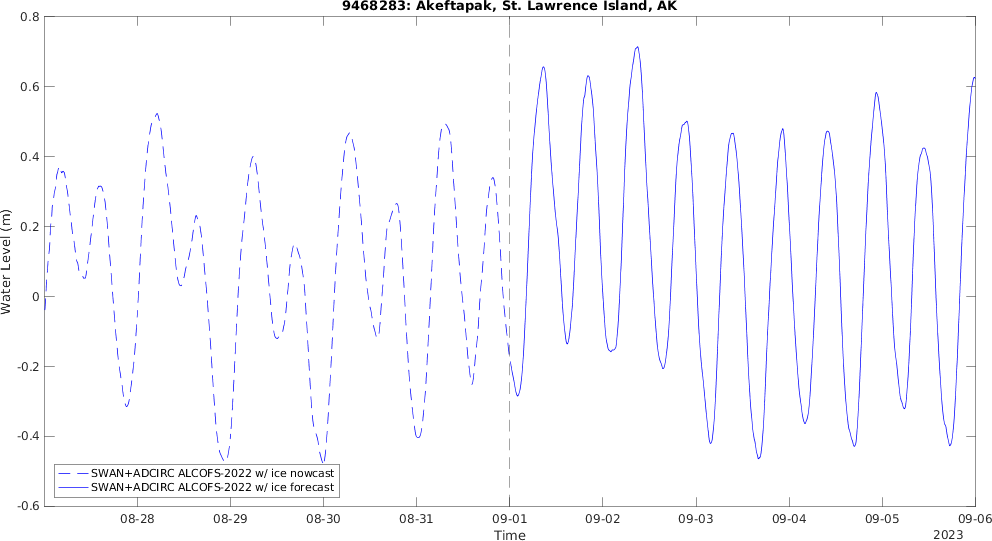 9468283: Akeftapak, St. Lawrence Island, AK
0.8
0.6
0.4
0.2
0
-0.2
-0.4
-0.6
Water Level (m)
SWAN+ADCIRC ALCOFS-2022 w/ ice nowcast
SWAN+ADCIRC ALCOFS-2022 w/ ice forecast
08-28 08-29 08-30 08-31 09-01 09-02 09-03 09-04 09-05 09-06
Time
2023